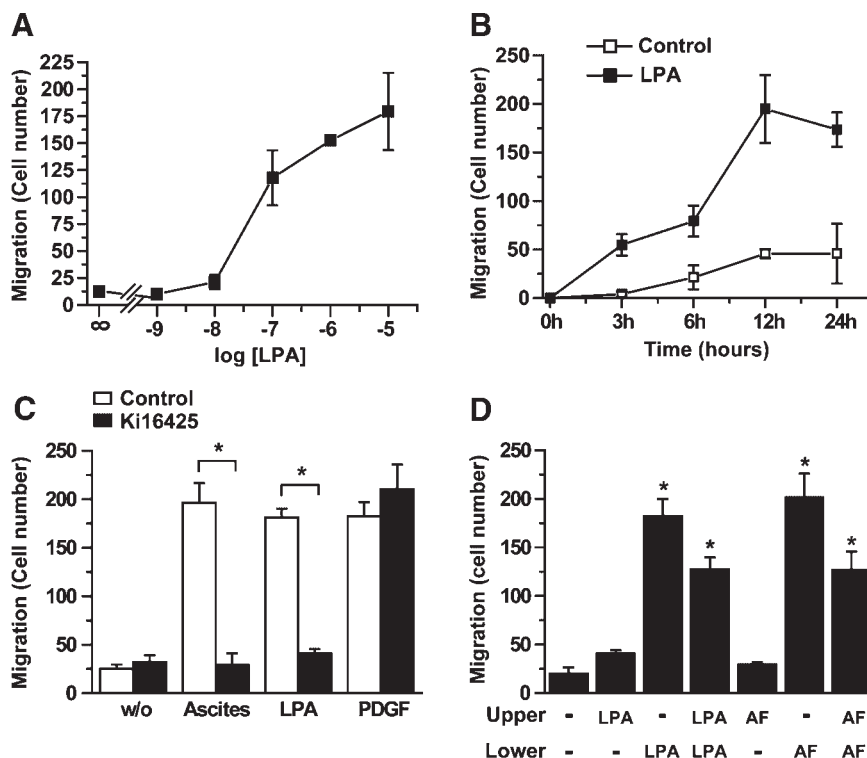 A
Migration (Cell number)
225
200
175
150
125
100
75
50
25
0
∞ -9 -8 -7 -6 -5
log [LPA]
B
Control
LPA
Migration (Cell number)
250
200
150
100
50
0
0h 3h 6h 12h 24h
Time (hours)
C
Control
Ki16425
Migration (Cell number)
250
200
150
100
50
0
* *
w/o Ascites LPA PDGF
D
Migration (cell number)
250
200
150
100
50
0
* * * *
Upper - LPA - LPA AF - AF
Lower - - LPA LPA - AF AF